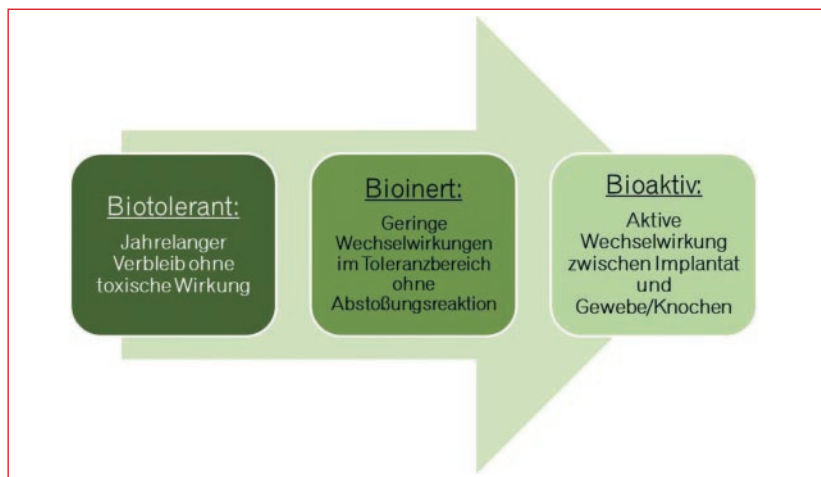 Biotolerant:
Jahrelanger
Verbleib ohne
toxische Wirkung
Bioinert:
Geringe
Wechselwirkungen
im Toleranzbereich
ohne
Abstoßungsreaktion
Bioaktiv:
Aktive
Wechselwirkung
zwischen Implantat
und
Gewebe/Knochen